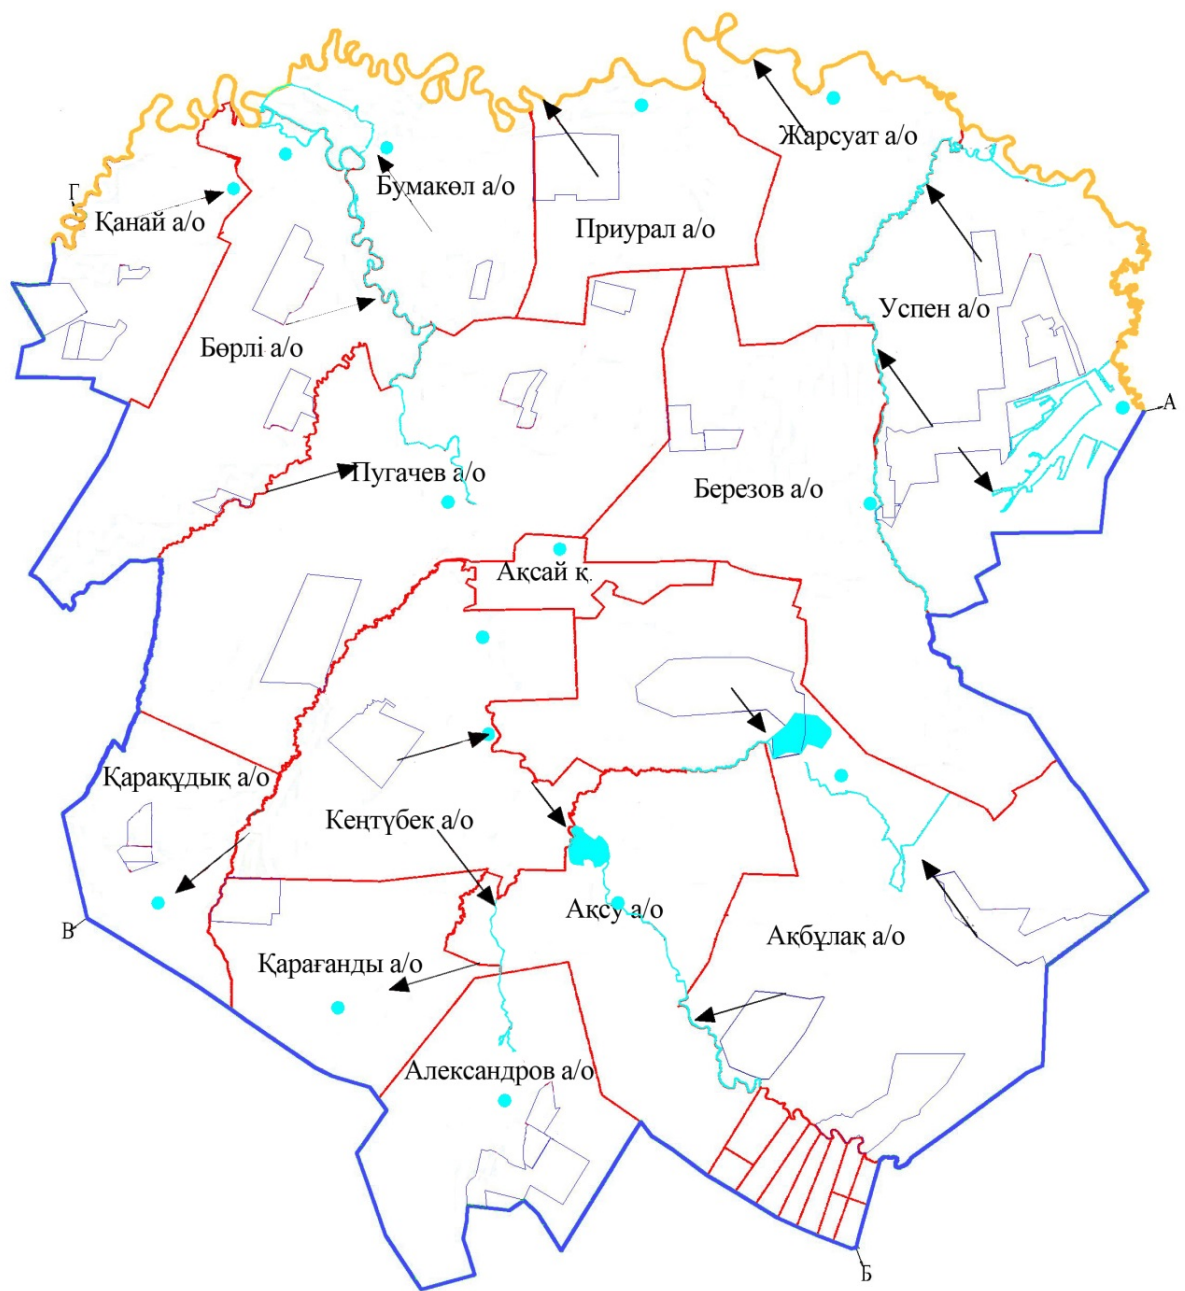 Жарсуат а/о
Г
Бумакөл а/о
Қанай а/о
Приурал а/о
Успен а/о
Бөрлі а/о
А
Пугачев а/о
Березов а/о
Ақсай қ.
Қарақұдық а/о
Кеңтүбек а/о
В
Ақсу а/о
Ақбұлақ а/о
Қарағанды а/о
Александров а/о
Б